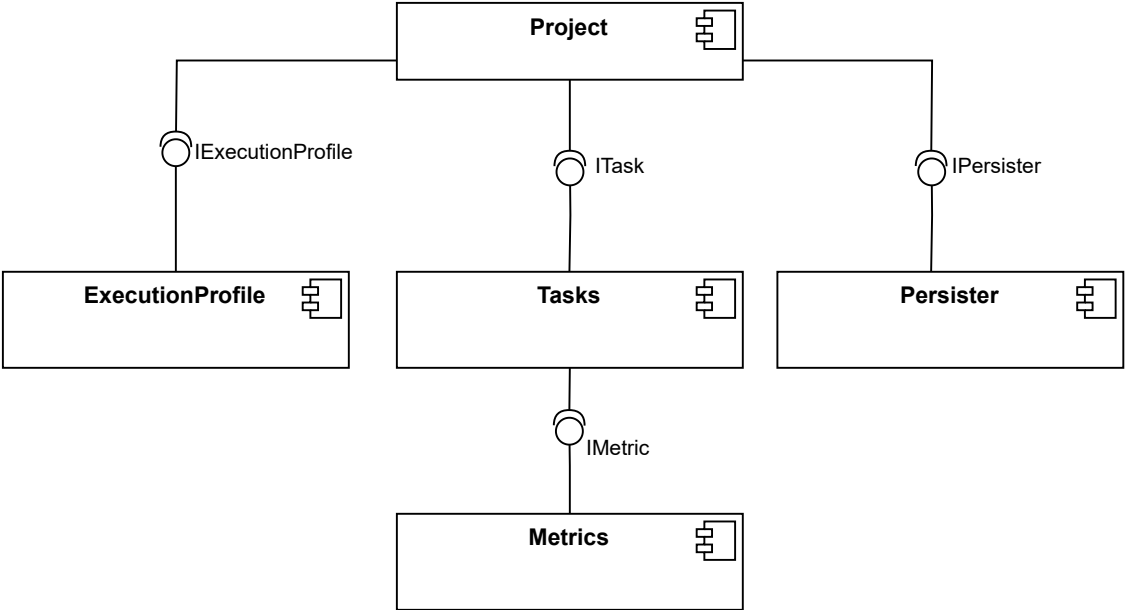 Project
IExecutionProfile
ITask
IPersister
ExecutionProfile
Tasks
Persister
IMetric
Metrics